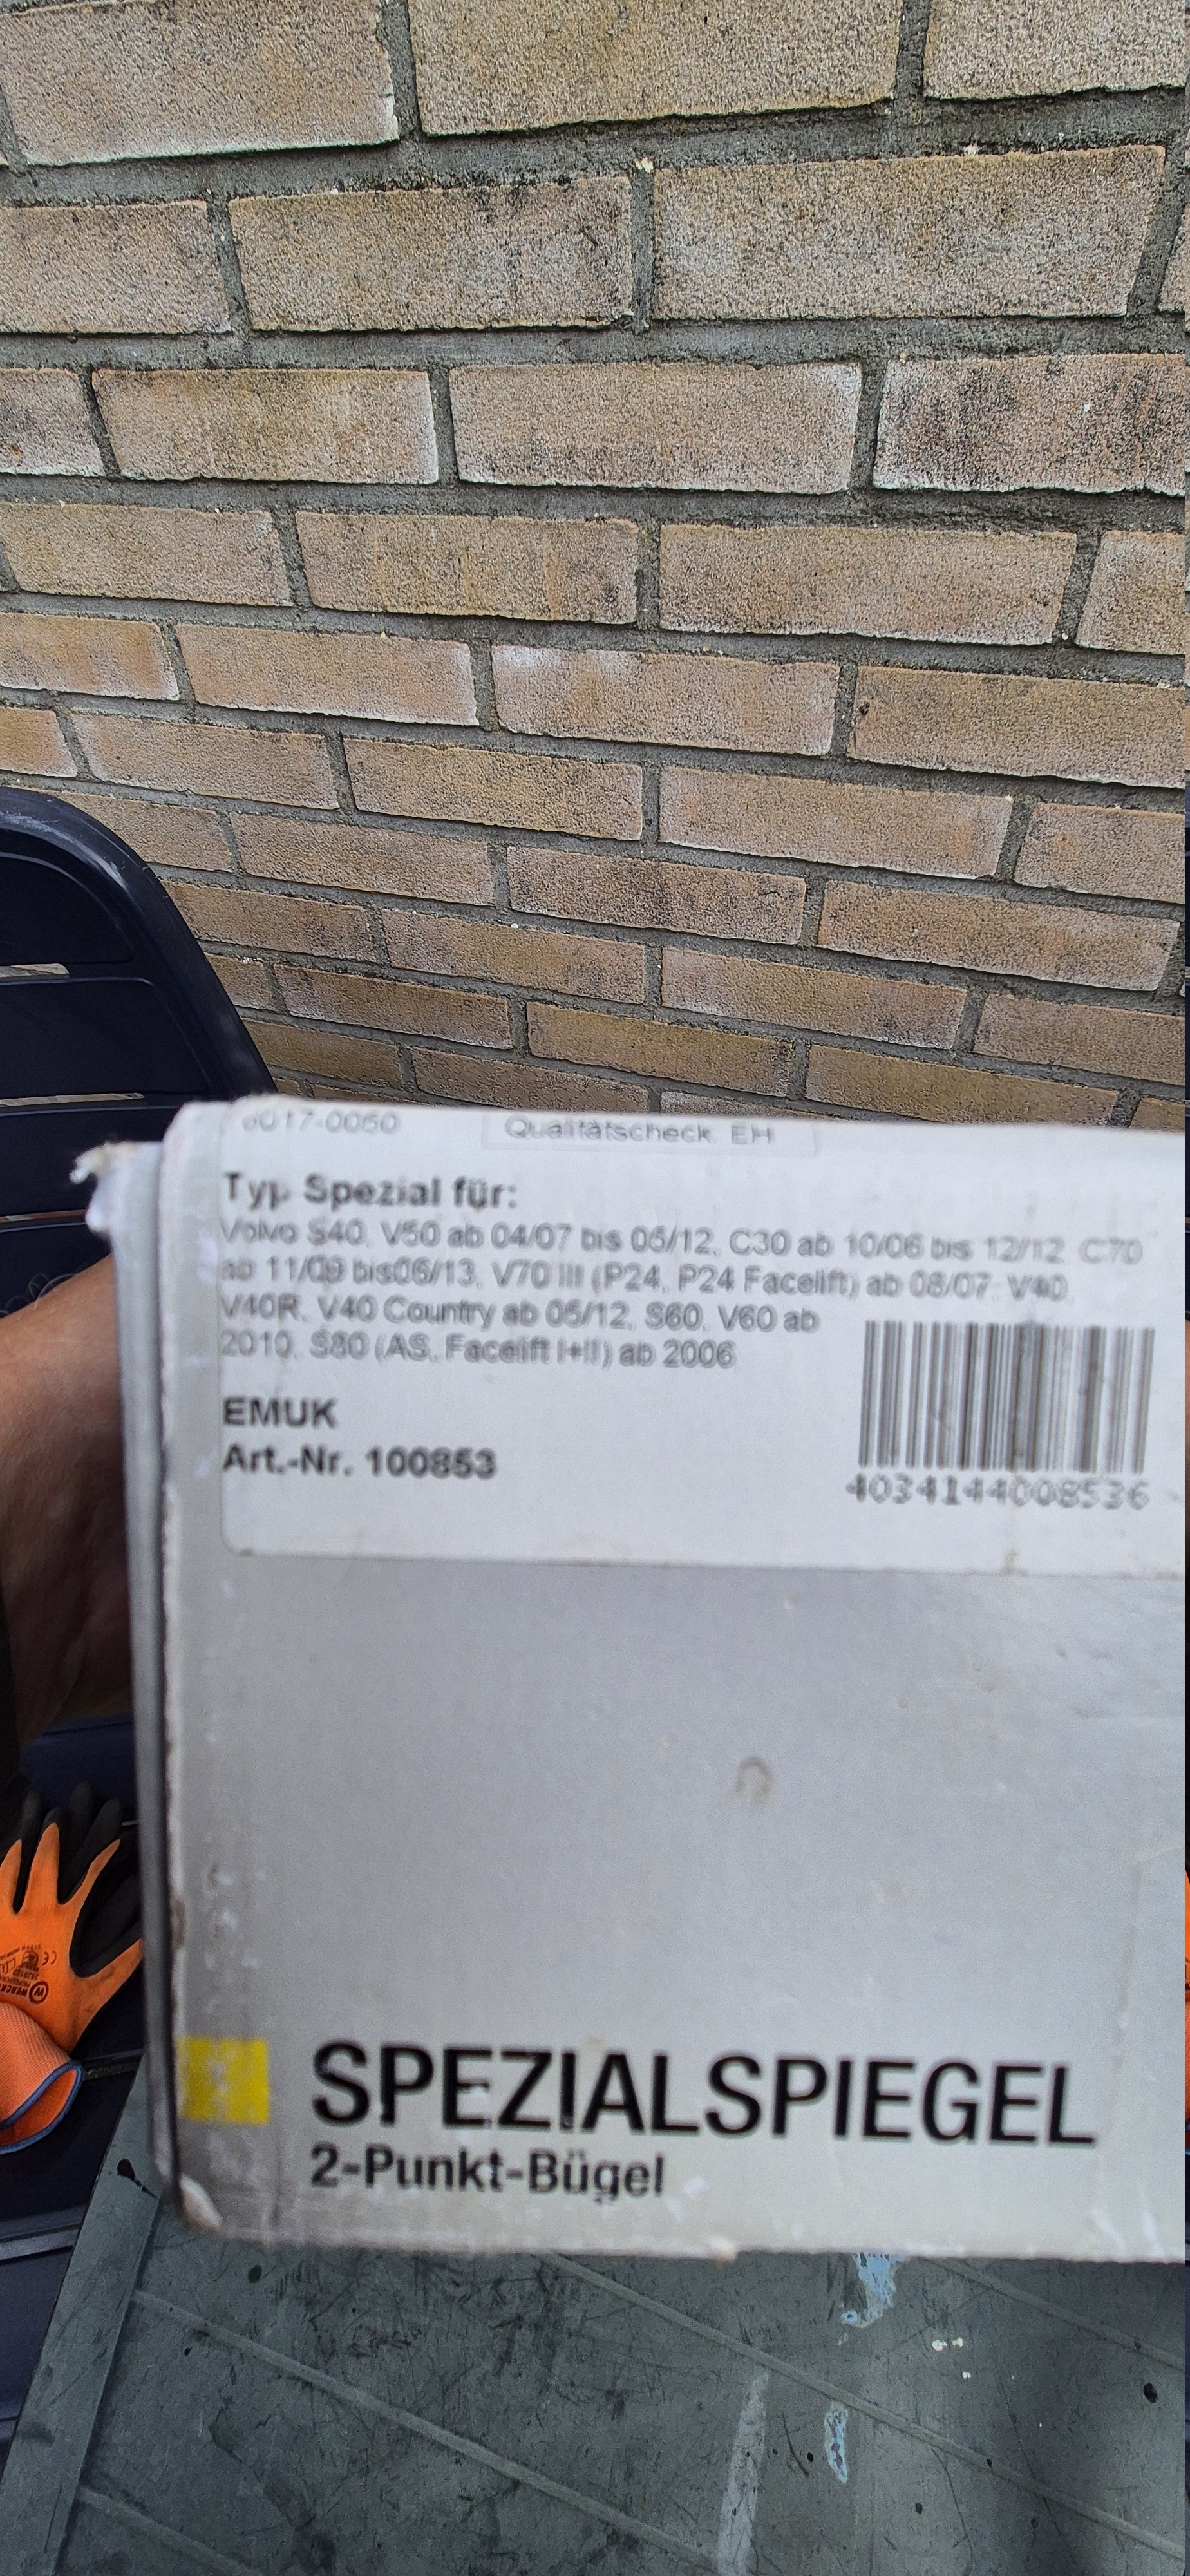 6017-0050 Qualitätscheck EH
Typ Spezial für:
Volvo S40, V50 ab 04/07 bis 05/12, C30 ab 10/06 bis 12/12 C70
ab 11/09 bis06/13, V70 III (P24, P24 Facelift) ab 08/07 V40
V40R, V40 Country ab 05/12, S60, V60 ab
2010, S80 (AS, Facelift I+II) ab 2006
EMUK
Art.-Nr. 100853
4034144008536
SPEZIALSPIEGEL
2-Punkt-Bügel